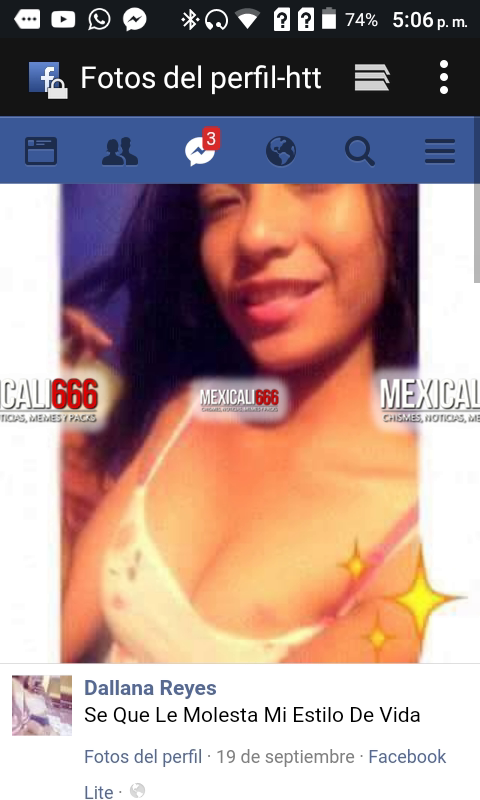 74% 5:06 p. m.
Fotos del perfil-htt
3
ICALI666
MEXICALI666
MEXICAL
TICIAS, MEMES Y PACKS
CHISMES, NOTICIAS, MEMES Y PACKS
CHISMES, NOTICIAS, ME
Dallana Reyes
Se Que Le Molesta Mi Estilo De Vida
Fotos del perfil · 19 de septiembre · Facebook
Lite ·